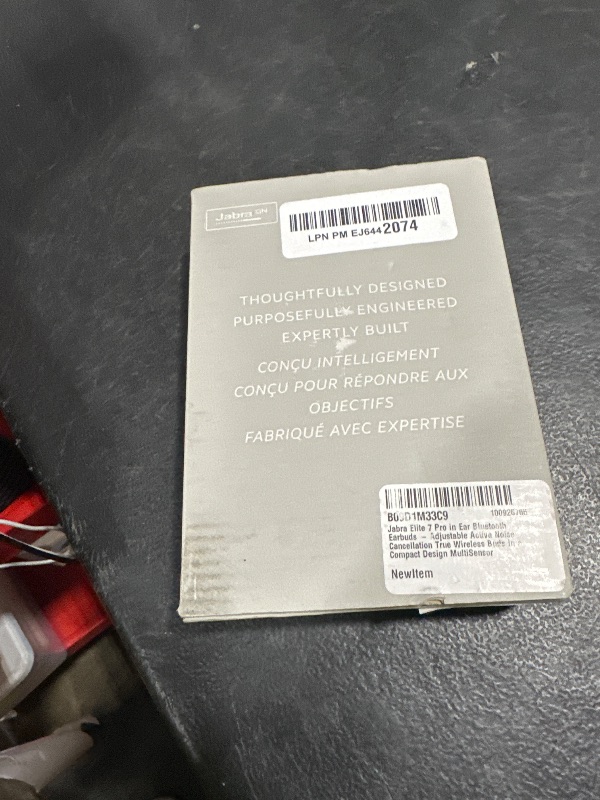 Jabra GN
LPN PM EJ6442074
THOUGHTFULLY DESIGNED
PURPOSEFULLY ENGINEERED
EXPERTLY BUILT
CONÇU INTELLIGEMENT
CONÇU POUR RÉPONDRE AUX
OBJECTIFS
FABRIQUÉ AVEC EXPERTISE
B09D1M33C9
Jabra Elite 7 Pro in Ear Bluetooth
Earbuds – Adjustable Active Noise
Cancellation True Wireless Buds in
Compact Design MultiSensor
NewItem